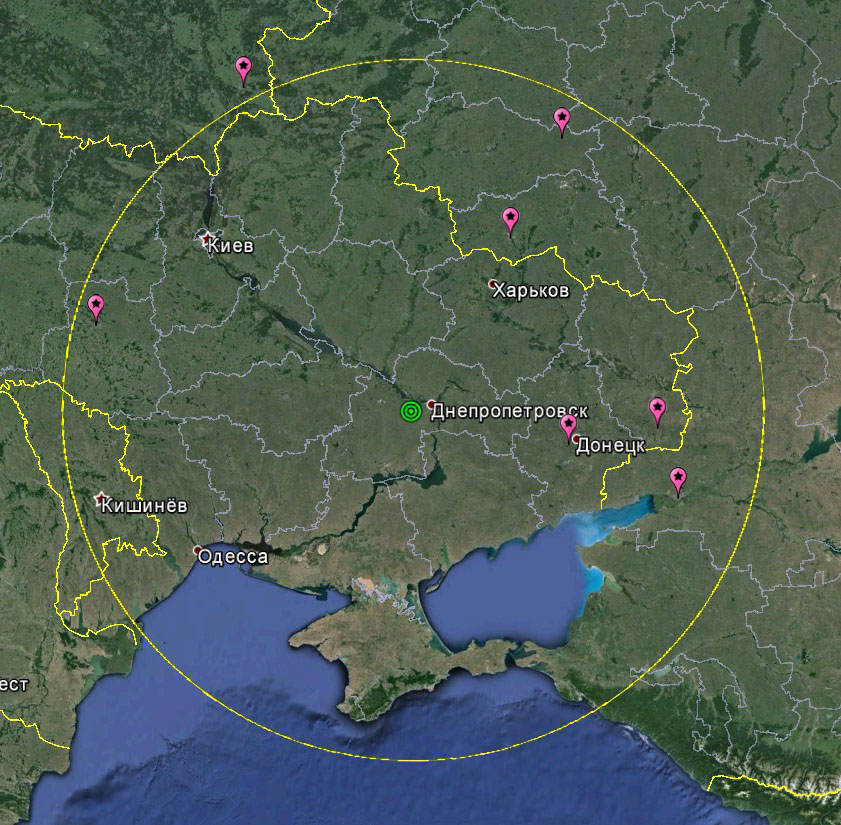 Киев
Харьков
Днепропетровск
Донецк
Кишинёв
Одесса
ест